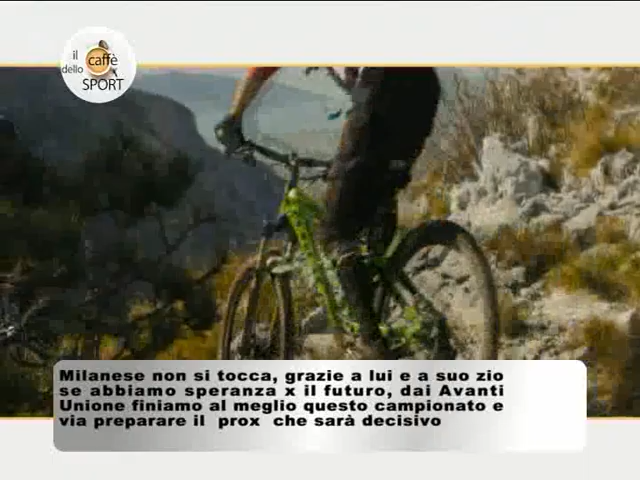 il
dello caffè
SPORT
Milanese non si tocca, grazie a lui e a suo zio
se abbiamo speranza x il futuro, dai Avanti
Unione finiamo al meglio questo campionato e
via preparare il prox che sarà decisivo